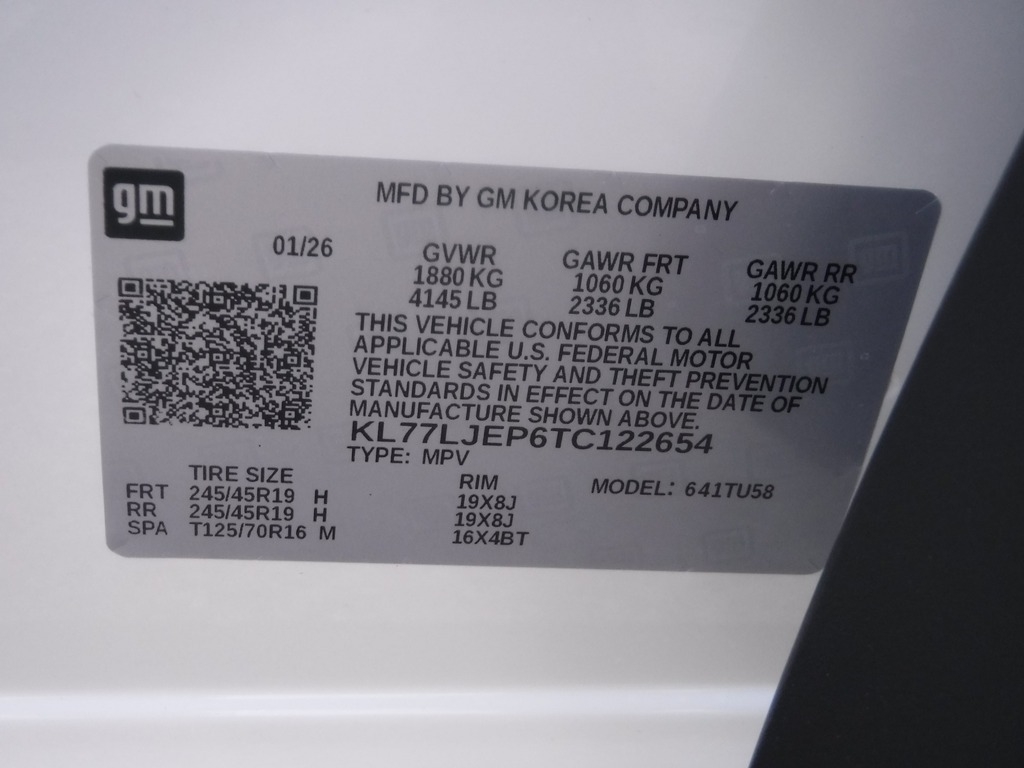 gm
MFD BY GM KOREA COMPANY
01/26
GVWR
1880 KG
4145 LB
GAWR FRT
1060 KG
2336 LB
GAWR RR
1060 KG
2336 LB
THIS VEHICLE CONFORMS TO ALL
APPLICABLE U.S. FEDERAL MOTOR
VEHICLE SAFETY AND THEFT PREVENTION
STANDARDS IN EFFECT ON THE DATE OF
MANUFACTURE SHOWN ABOVE.
KL77LJEP6TC122654
TYPE: MPV
TIRE SIZE RIM MODEL: 641TU58
FRT 245/45R19 H 19X8J
RR 245/45R19 H 19X8J
SPA T125/70R16 M 16X4BT